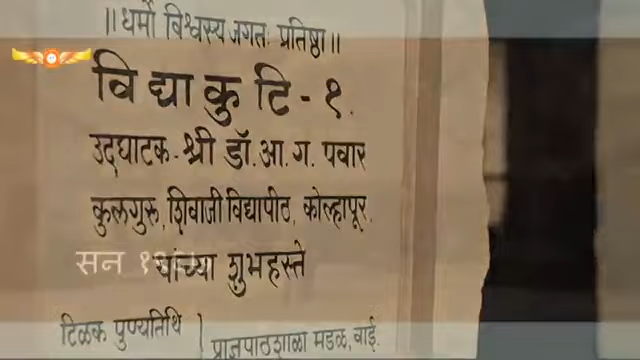 ॥धर्मो विश्वस्य जगतः प्रतिष्ठा॥
विद्याकुटि - १.
उद्‌घाटक - श्री डॉ. आ. ग. पवार
कुलगुरू, शिवाजी विद्यापीठ, कोल्हापूर.
यांच्या शुभहस्ते
सन
टिळक पुण्यतिथि } प्राज्ञपाठशाळा मंडळ, वाई.